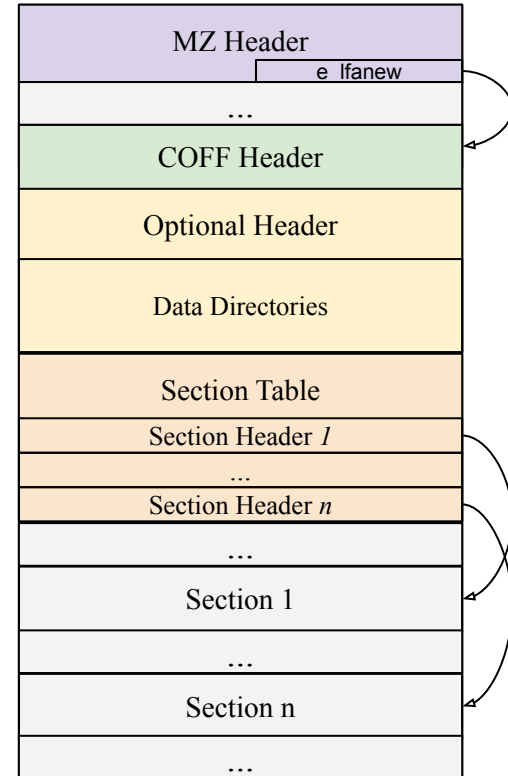 MZ Header
e_lfanew
...
COFF Header
Optional Header
Data Directories
Section Table
Section Header 1
...
Section Header n
...
Section 1
...
Section n
...